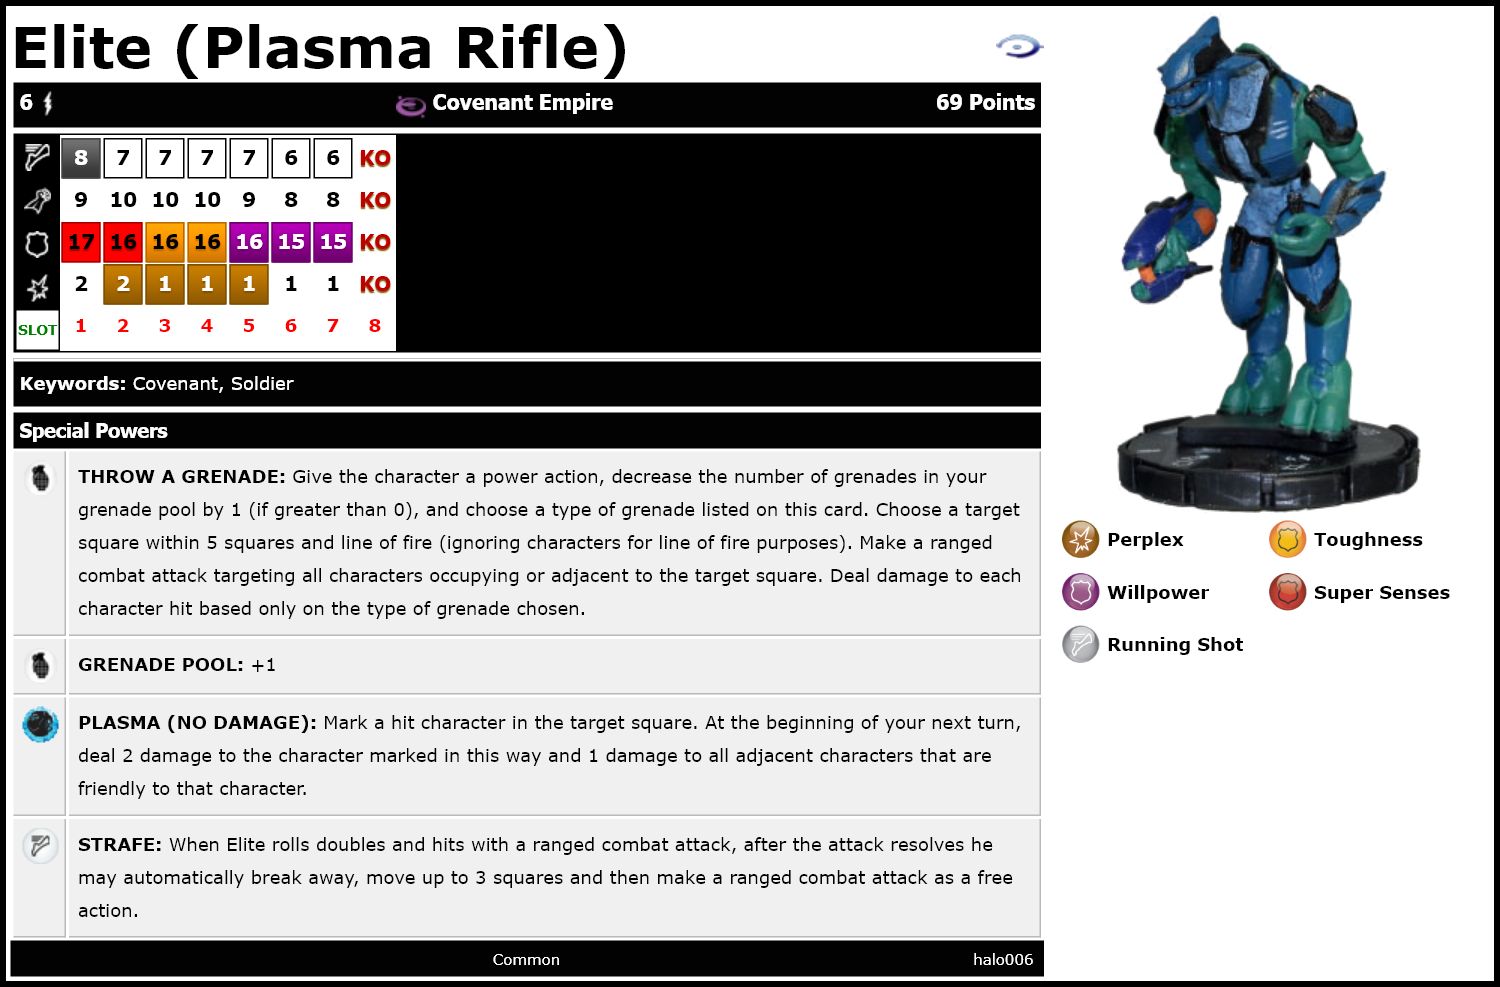 Elite (Plasma Rifle)
6 Covenant Empire 69 Points
8 7 7 7 7 6 6 KO
9 10 10 10 9 8 8 KO
17 16 16 16 16 15 15 KO
2 2 1 1 1 1 1 KO
SLOT 1 2 3 4 5 6 7 8
Keywords: Covenant, Soldier
Special Powers
THROW A GRENADE: Give the character a power action, decrease the number of grenades in your
grenade pool by 1 (if greater than 0), and choose a type of grenade listed on this card. Choose a target
square within 5 squares and line of fire (ignoring characters for line of fire purposes). Make a ranged
combat attack targeting all characters occupying or adjacent to the target square. Deal damage to each
character hit based only on the type of grenade chosen.
GRENADE POOL: +1
PLASMA (NO DAMAGE): Mark a hit character in the target square. At the beginning of your next turn,
deal 2 damage to the character marked in this way and 1 damage to all adjacent characters that are
friendly to that character.
STRAFE: When Elite rolls doubles and hits with a ranged combat attack, after the attack resolves he
may automatically break away, move up to 3 squares and then make a ranged combat attack as a free
action.
Common halo006
Perplex Toughness
Willpower Super Senses
Running Shot